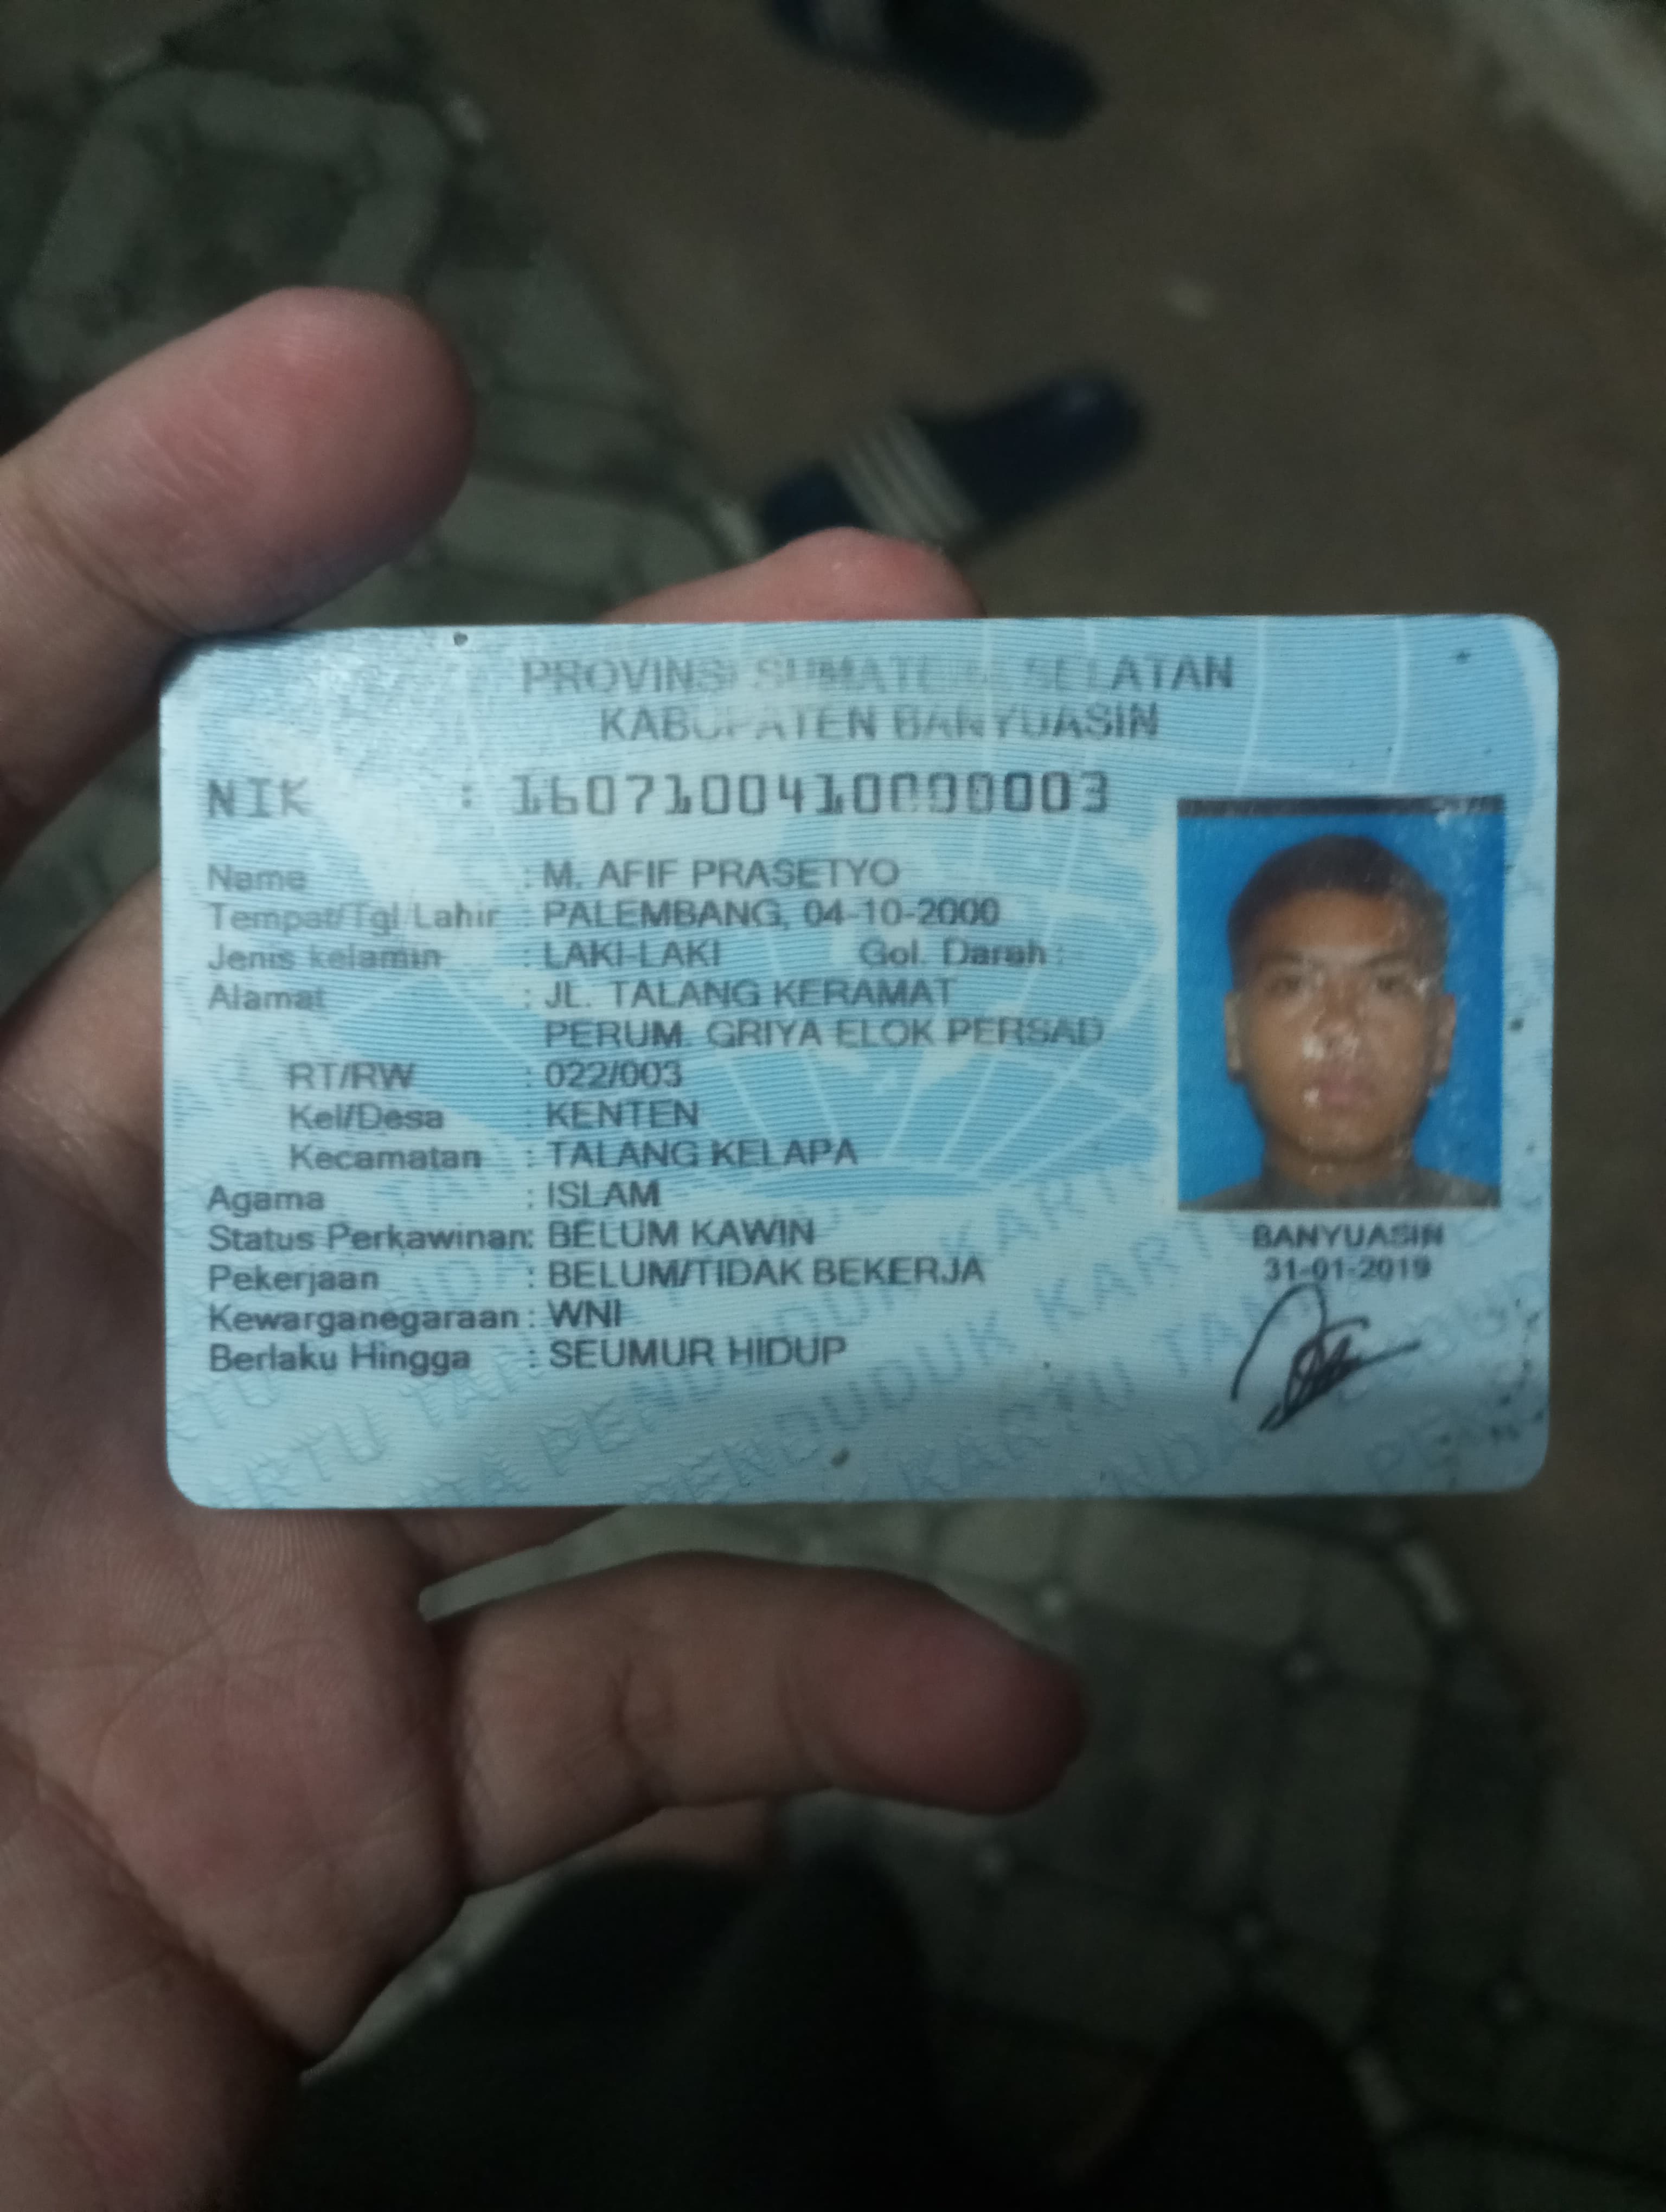 PROVINSI SUMATERA SELATAN
KABUPATEN BANYUASIN
NIK : 1607100410000003
Name : M. AFIF PRASETYO
Tempat/Tgl Lahir : PALEMBANG, 04-10-2000
Jenis kelamin : LAKI-LAKI Gol. Darah :
Alamat : JL. TALANG KERAMAT
PERUM. GRIYA ELOK PERSAD
RT/RW : 022/003
Kel/Desa : KENTEN
Kecamatan : TALANG KELAPA
Agama : ISLAM
Status Perkawinan: BELUM KAWIN
Pekerjaan : BELUM/TIDAK BEKERJA
Kewarganegaraan : WNI
Berlaku Hingga : SEUMUR HIDUP
BANYUASIN
31-01-2019